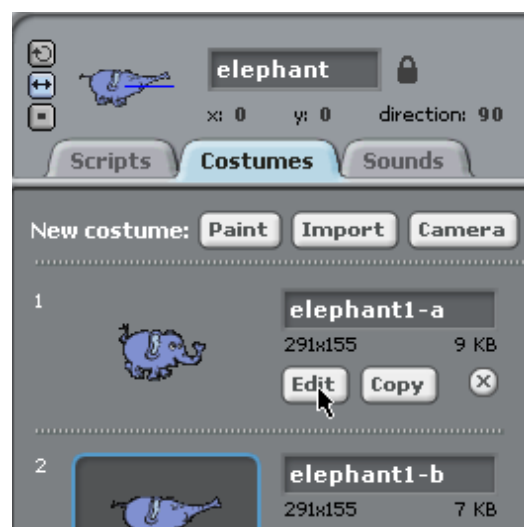 elephant
x: 0 y: 0 direction: 90
Scripts Costumes Sounds
New costume: Paint Import Camera
1
elephant1-a
291x155 9 KB
Edit Copy
2
elephant1-b
291x155 7 KB